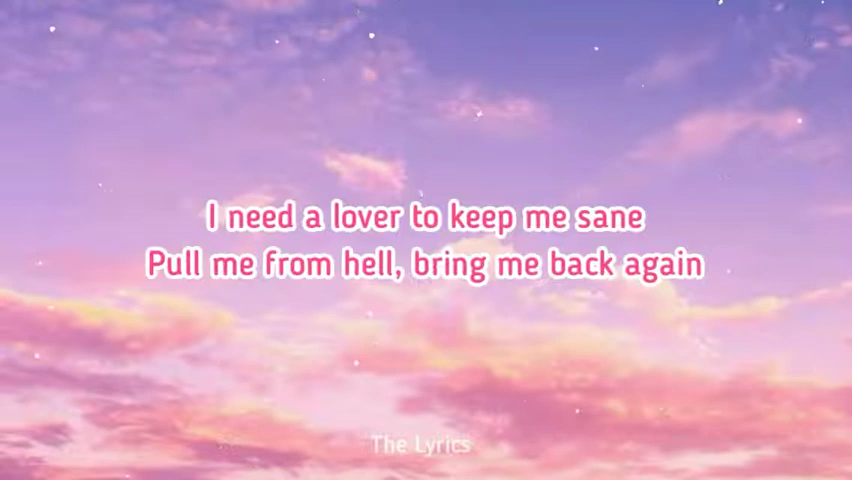 I need a lover to keep me sane
Pull me from hell, bring me back again
The Lyrics